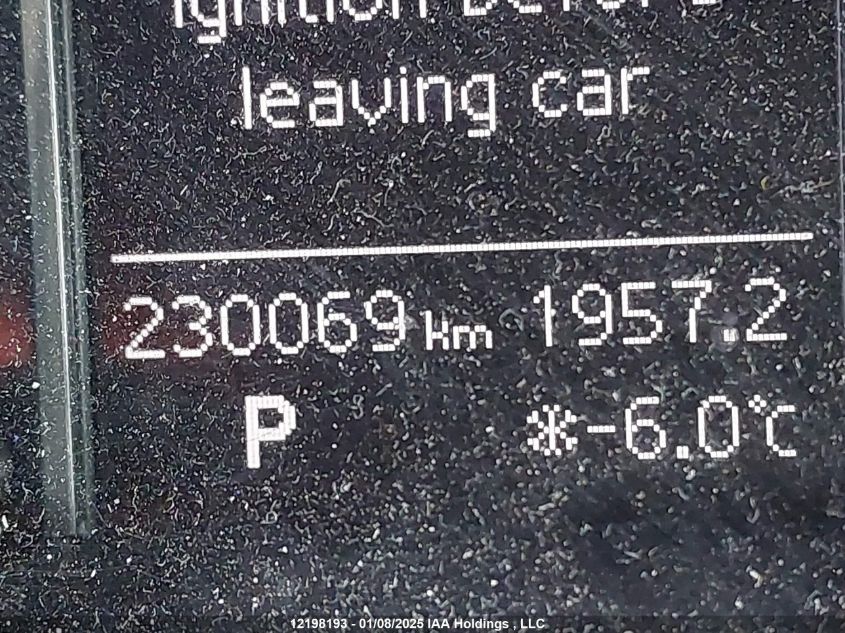 leaving car
230069 km 1957.2
P *-6.0°C
12198193 - 01/08/2025 IAA Holdings , LLC